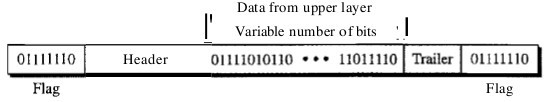 Data from upper layer
Variable number of bits
01111110 Header 01111010110 ••• 11011110 Trailer 01111110
Flag Flag